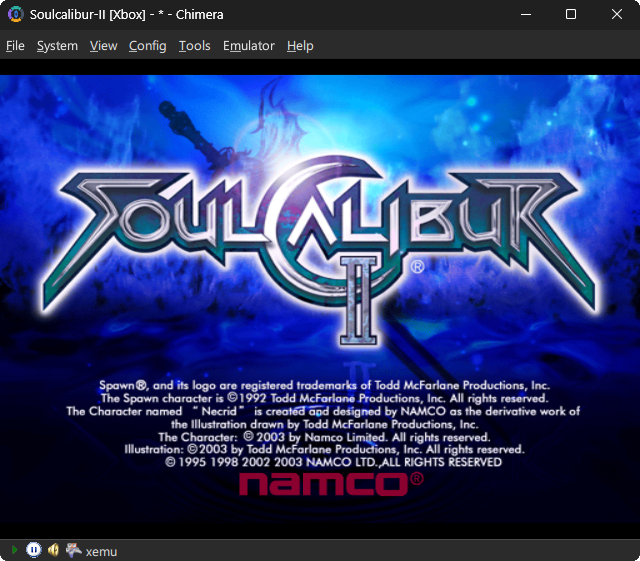 Soulcalibur-II [Xbox] - * - Chimera
File System View Config Tools Emulator Help
SOULCALIBUR
II ®
Spawn®, and its logo are registered trademarks of Todd McFarlane Productions, Inc.
The Spawn character is ©1992 Todd McFarlane Productions, Inc. All rights reserved.
The Character named “ Necrid ” is created and designed by NAMCO as the derivative work of
the Illustration drawn by Todd McFarlane Productions, Inc.
The Character: © 2003 by Namco Limited. All rights reserved.
Illustration: ©2003 by Todd McFarlane Productions, Inc. All rights reserved.
© 1995 1998 2002 2003 NAMCO LTD.,ALL RIGHTS RESERVED
namco®
xemu